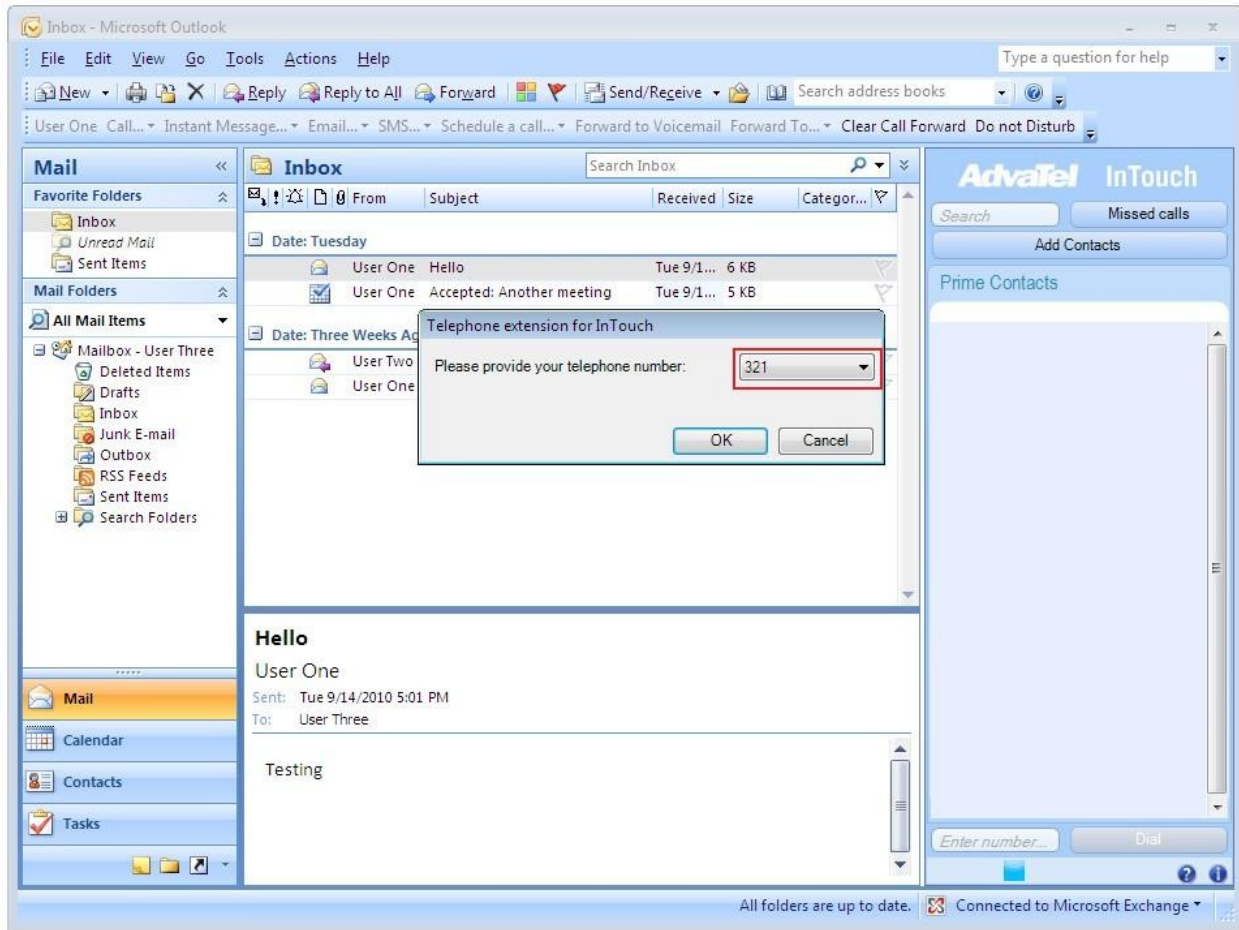 Inbox - Microsoft Outlook
File Edit View Go Tools Actions Help
Type a question for help
New Reply Reply to All Forward Send/Receive Search address books
User One Call... Instant Message... Email... SMS... Schedule a call... Forward to Voicemail Forward To... Clear Call Forward Do not Disturb
Mail
Favorite Folders
Inbox
Unread Mail
Sent Items
Mail Folders
All Mail Items
Mailbox - User Three
Deleted Items
Drafts
Inbox
Junk E-mail
Outbox
RSS Feeds
Sent Items
Search Folders
Mail
Calendar
Contacts
Tasks
Inbox
Search Inbox
From Subject Received Size Categor...
Date: Tuesday
User One Hello Tue 9/1... 6 KB
User One Accepted: Another meeting Tue 9/1... 5 KB
Date: Three Weeks Ag
User Two
User One
Telephone extension for InTouch
Please provide your telephone number: 321
OK Cancel
Hello
User One
Sent: Tue 9/14/2010 5:01 PM
To: User Three
Testing
AdvaTel InTouch
Search Missed calls
Add Contacts
Prime Contacts
Enter number... Dial
All folders are up to date. Connected to Microsoft Exchange